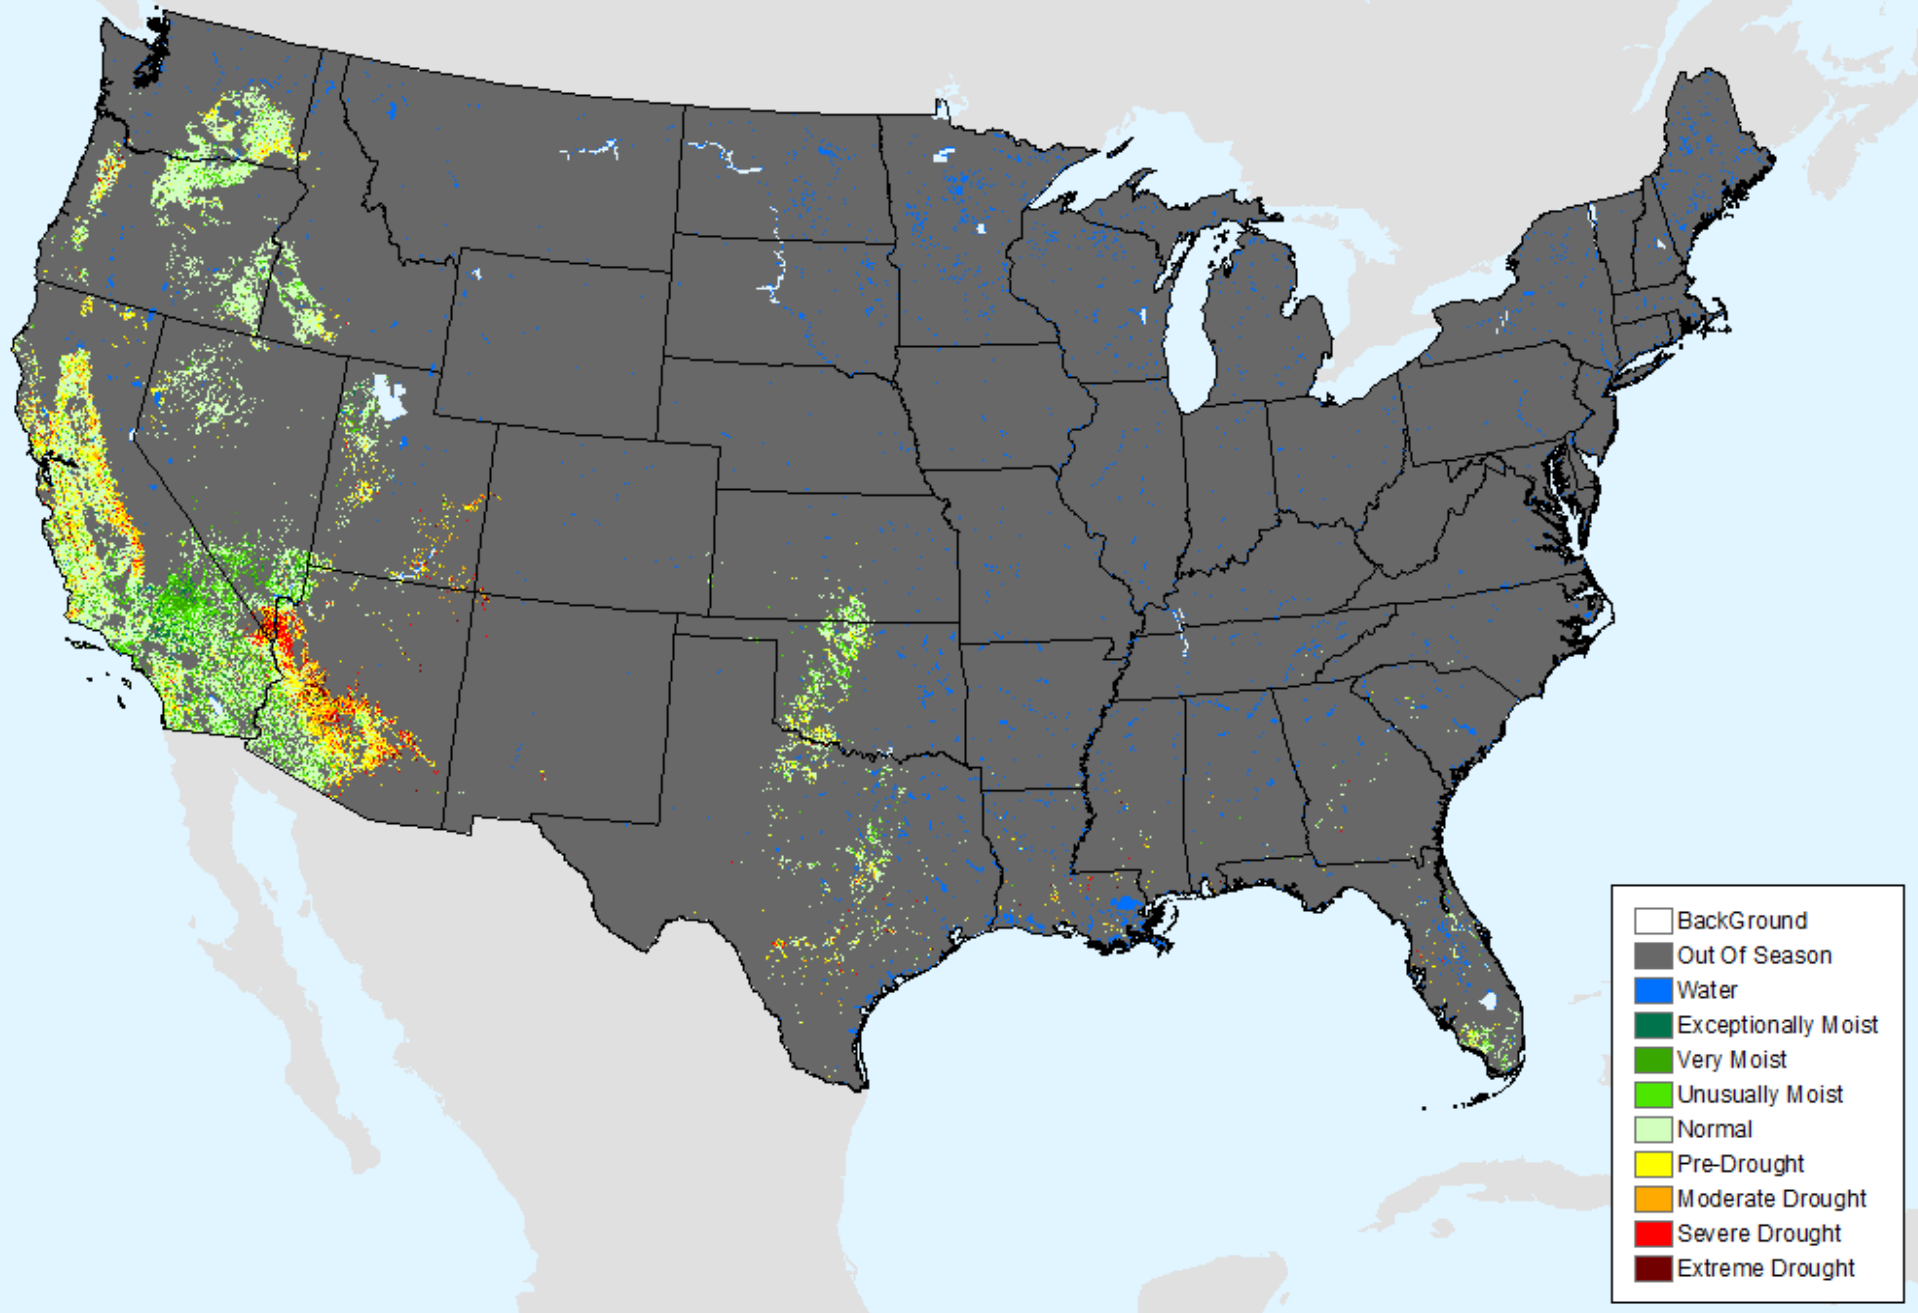 BackGround
Out Of Season
Water
Exceptionally Moist
Very Moist
Unusually Moist
Normal
Pre-Drought
Moderate Drought
Severe Drought
Extreme Drought